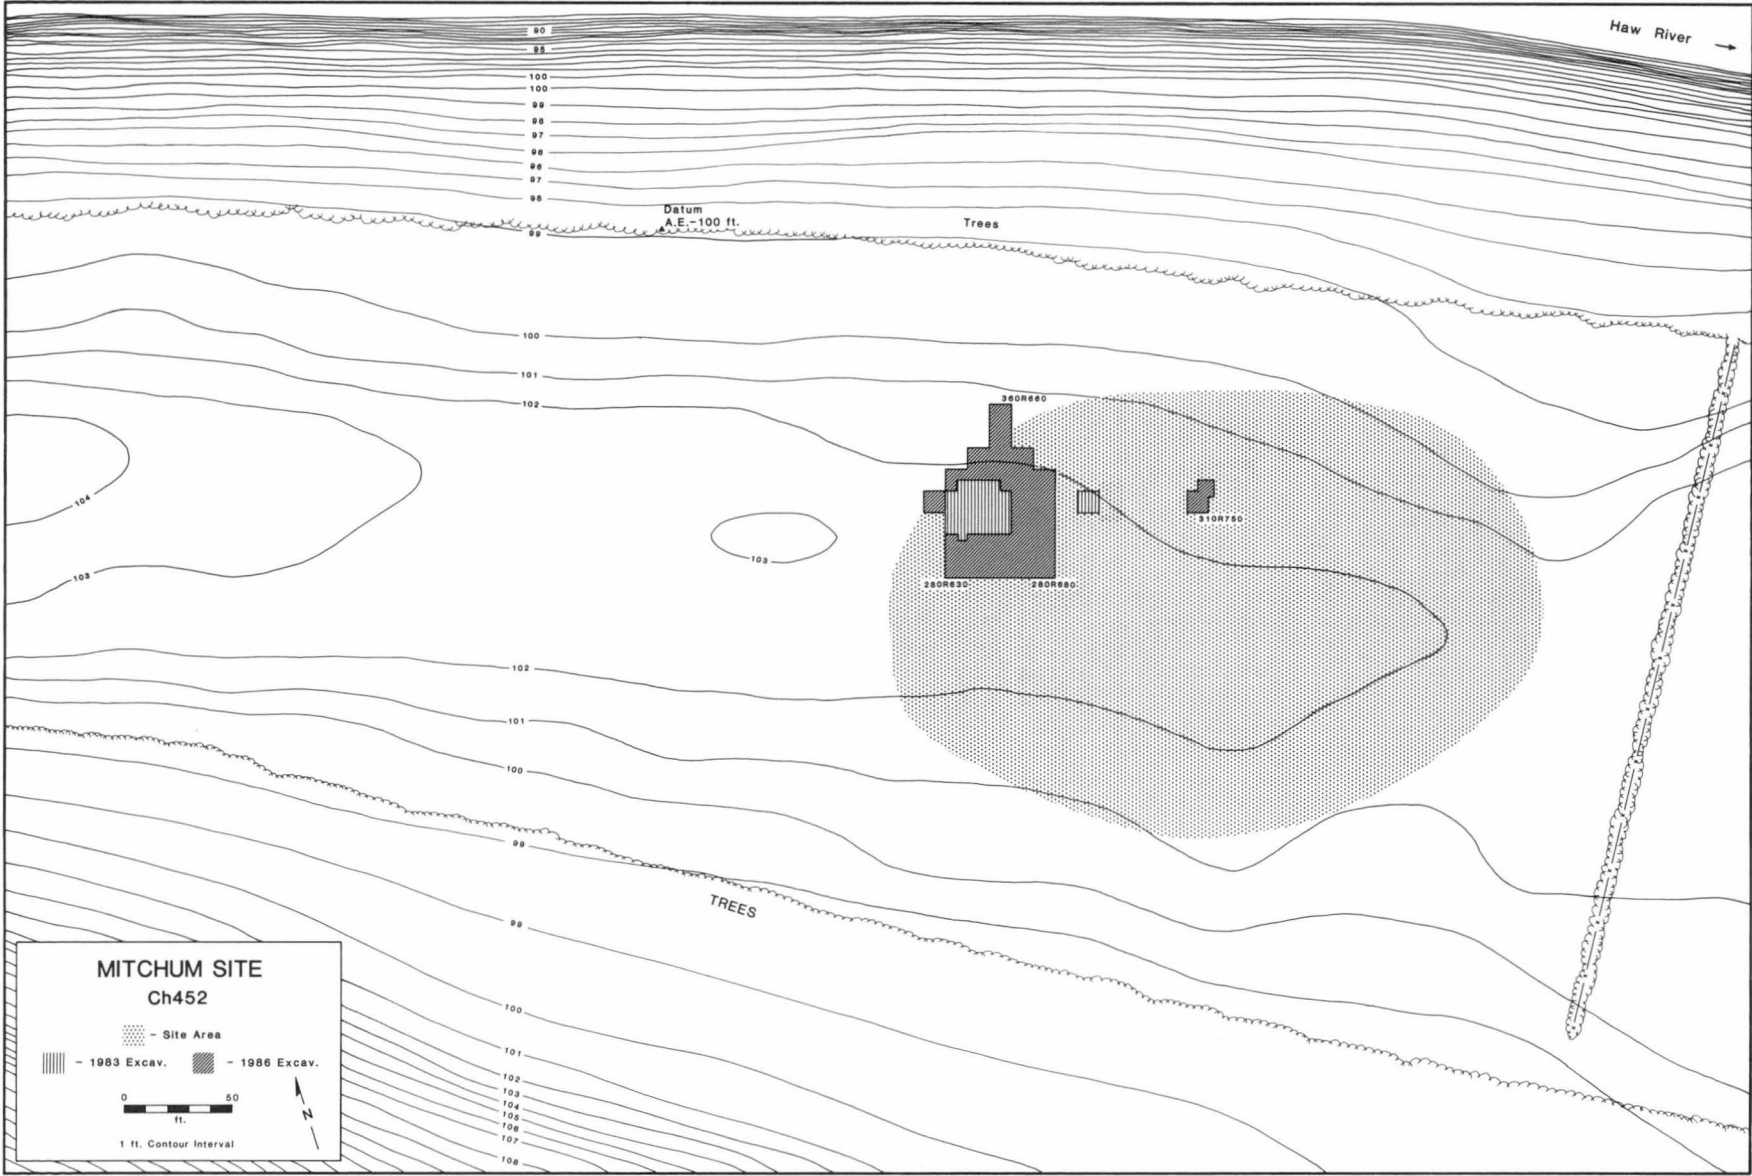 Haw River →
90
95
100
100
99
98
97
96
96
97
98
Datum
A.E.-100 ft.
Trees
99
100
101
102
360R660
104
103
310R750
103
280R630
280R680
102
101
100
99
TREES
99
100
101
102
103
104
105
106
107
108
MITCHUM SITE
Ch452
- Site Area
- 1983 Excav.
- 1986 Excav.
0 50
ft.
N
1 ft. Contour Interval